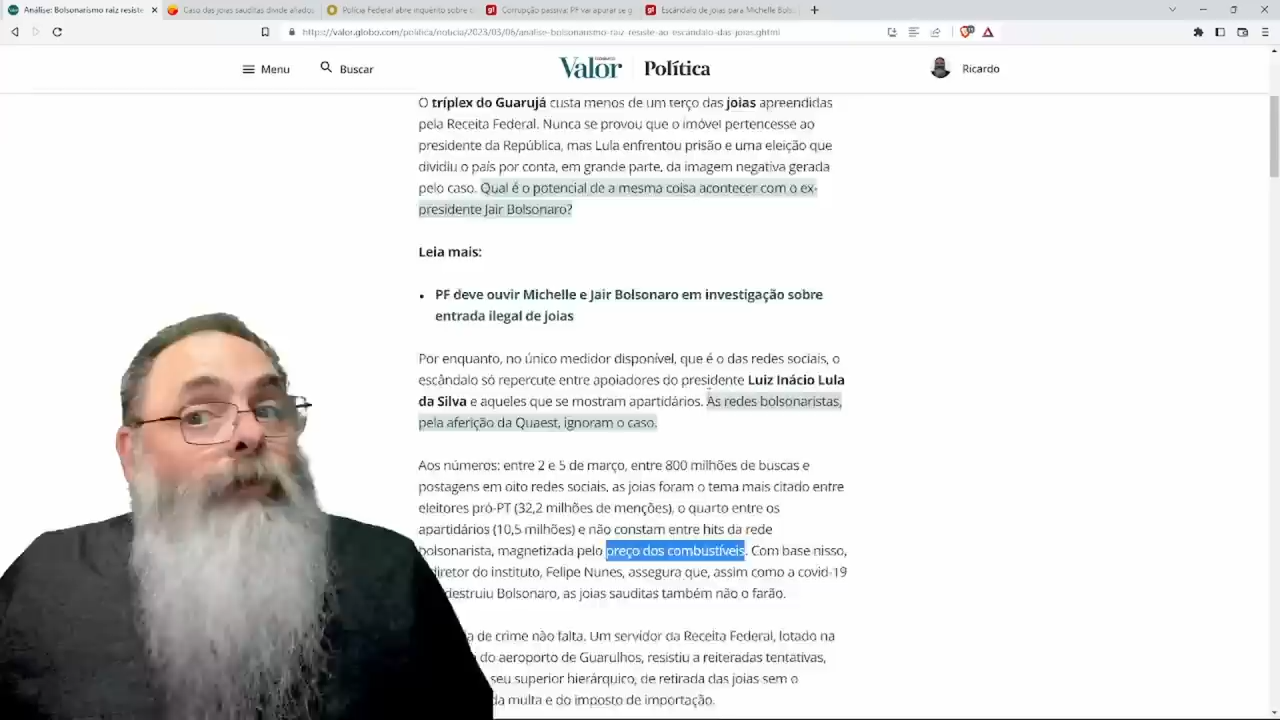 Análise: Bolsonarismo raiz resiste
Caso das joias sauditas divide aliados
Polícia Federal abre inquérito sobre
Corrupção passiva: PF vai apurar se
Escândalo de joias para Michelle
https://valor.globo.com/politica/noticia/2023/03/06/analise-bolsonarismo-raiz-resiste-ao-escandalo-das-joias.ghtml
Menu
Buscar
Valor
Política
Ricardo
O tríplex do Guarujá custa menos de um terço das joias apreendidas
pela Receita Federal. Nunca se provou que o imóvel pertencesse ao
presidente da República, mas Lula enfrentou prisão e uma eleição que
dividiu o país por conta, em grande parte, da imagem negativa gerada
pelo caso. Qual é o potencial de a mesma coisa acontecer com o ex-
presidente Jair Bolsonaro?
Leia mais:
• PF deve ouvir Michelle e Jair Bolsonaro em investigação sobre
entrada ilegal de joias
Por enquanto, no único medidor disponível, que é o das redes sociais, o
escândalo só repercute entre apoiadores do presidente Luiz Inácio Lula
da Silva e aqueles que se mostram apartidários. As redes bolsonaristas,
pela aferição da Quaest, ignoram o caso.
Aos números: entre 2 e 5 de março, entre 800 milhões de buscas e
postagens em oito redes sociais, as joias foram o tema mais citado entre
eleitores pró-PT (32,2 milhões de menções), o quarto entre os
apartidários (10,5 milhões) e não constam entre hits da rede
bolsonarista, magnetizada pelo preço dos combustíveis. Com base nisso,
diretor do instituto, Felipe Nunes, assegura que, assim como a covid-19
destruiu Bolsonaro, as joias sauditas também não o farão.
de crime não falta. Um servidor da Receita Federal, lotado na
do aeroporto de Guarulhos, resistiu a reiteradas tentativas,
seu superior hierárquico, de retirada das joias sem o
da multa e do imposto de importação.